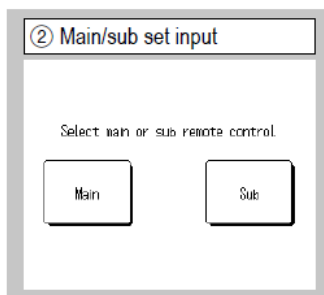 ② Main/sub set input
Select main or sub remote control.
Main
Sub